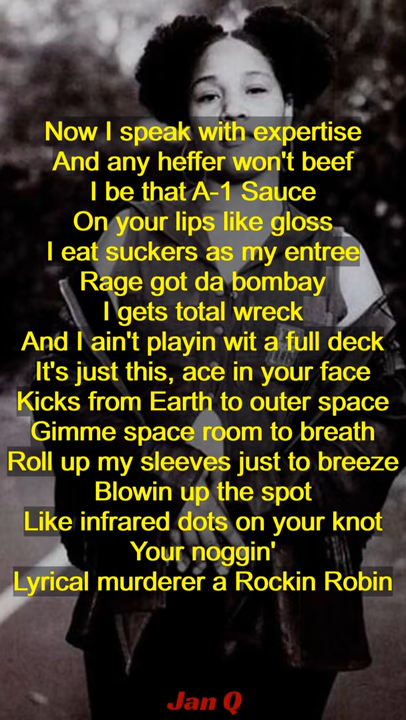 Now I speak with expertise
And any heffer won't beef
I be that A-1 Sauce
On your lips like gloss
I eat suckers as my entree
Rage got da bombay
I gets total wreck
And I ain't playin wit a full deck
It's just this, ace in your face
Kicks from Earth to outer space
Gimme space room to breath
Roll up my sleeves just to breeze
Blowin up the spot
Like infrared dots on your knot
Your noggin'
Lyrical murderer a Rockin Robin
Jan Q